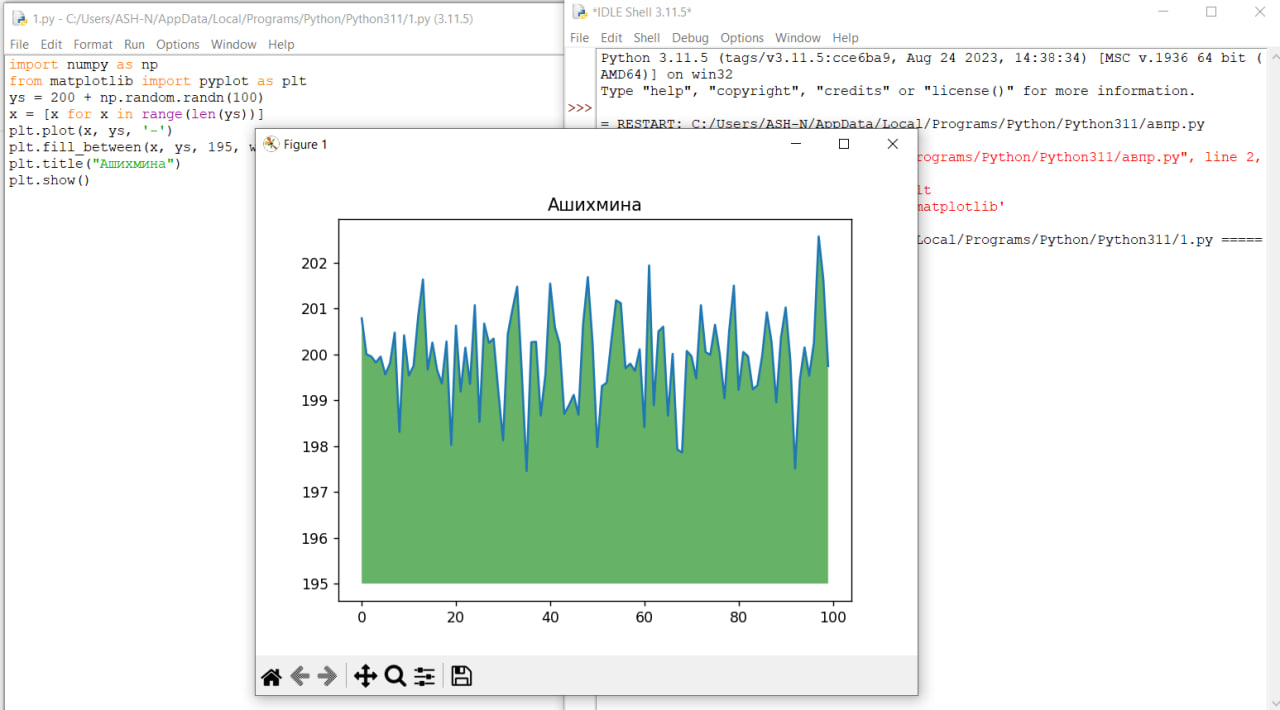 1.py - C:/Users/ASH-N/AppData/Local/Programs/Python/Python311/1.py (3.11.5)
File Edit Format Run Options Window Help
import numpy as np
from matplotlib import pyplot as plt
ys = 200 + np.random.randn(100)
x = [x for x in range(len(ys))]
plt.plot(x, ys, '-')
plt.fill_between(x, ys, 195,
plt.title("Ашихмина")
plt.show()
*IDLE Shell 3.11.5*
File Edit Shell Debug Options Window Help
Python 3.11.5 (tags/v3.11.5:cce6ba9, Aug 24 2023, 14:38:34) [MSC v.1936 64 bit (
AMD64)] on win32
Type "help", "copyright", "credits" or "license()" for more information.
>>>
= RESTART: C:/Users/ASH-N/AppData/Local/Programs/Python/Python311/авпр.py
rograms/Python/Python311/авпр.py", line 2,
lt
matplotlib'
Local/Programs/Python/Python311/1.py =====
Figure 1
Ашихмина
202
201
200
199
198
197
196
195
0 20 40 60 80 100